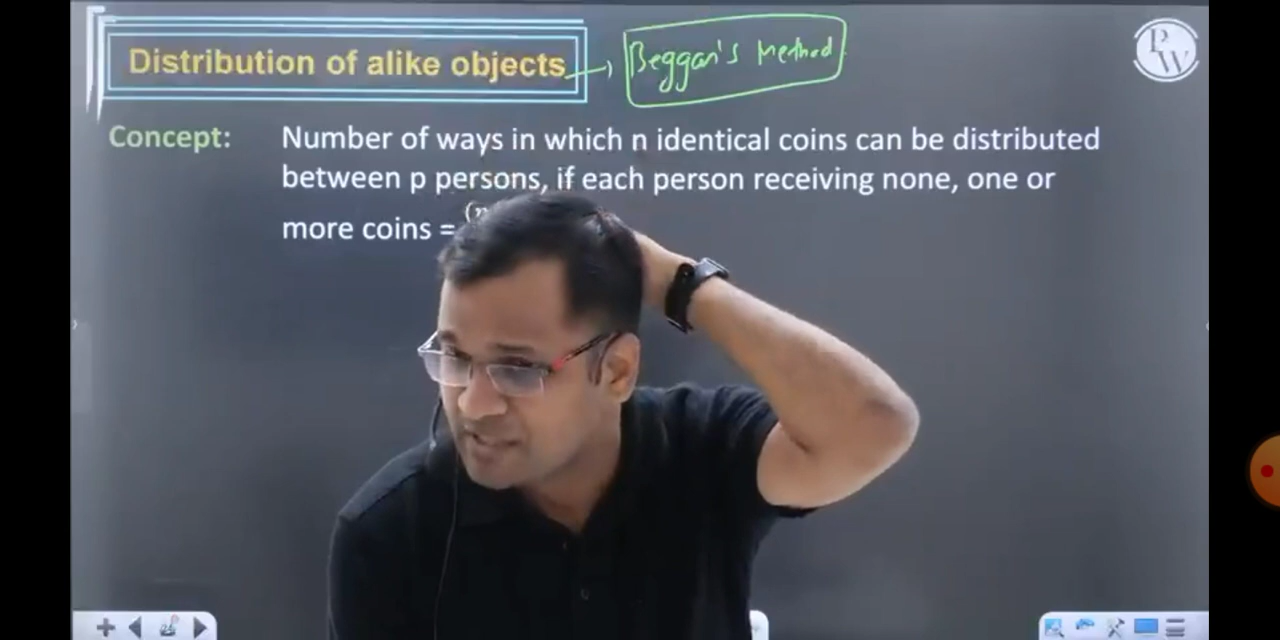 Distribution of alike objects
Beggar's Method
PW
Concept: Number of ways in which n identical coins can be distributed
between p persons, if each person receiving none, one or
more coins =